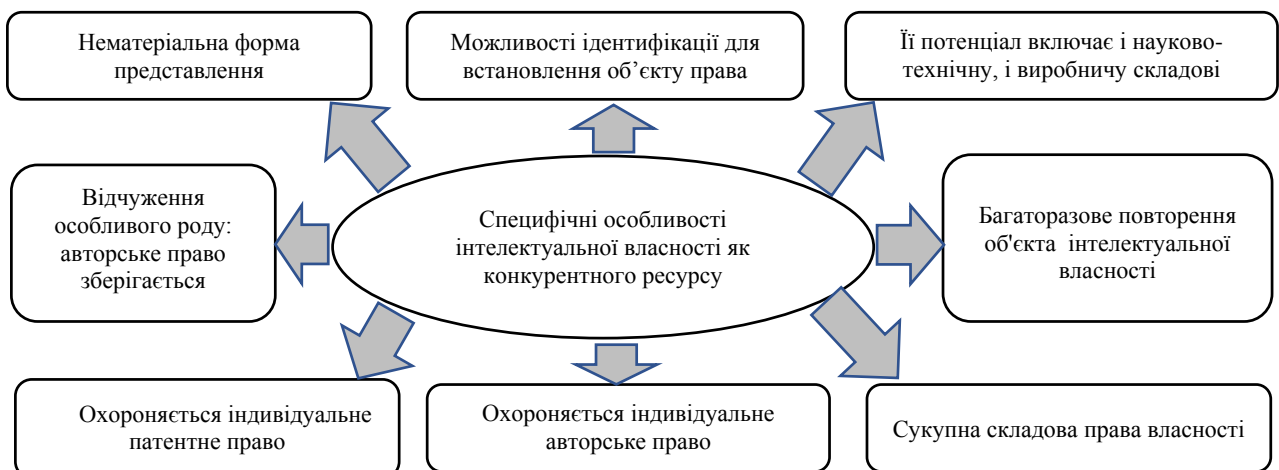 Нематеріальна форма
представлення
Можливості ідентифікації для
встановлення об’єкту права
Її потенціал включає і науково-
технічну, і виробничу складові
Відчуження
особливого роду:
авторське право
зберігається
Специфічні особливості
інтелектуальної власності як
конкурентного ресурсу
Багаторазове повторення
об'єкта інтелектуальної
власності
Охороняється індивідуальне
патентне право
Охороняється індивідуальне
авторське право
Сукупна складова права власності